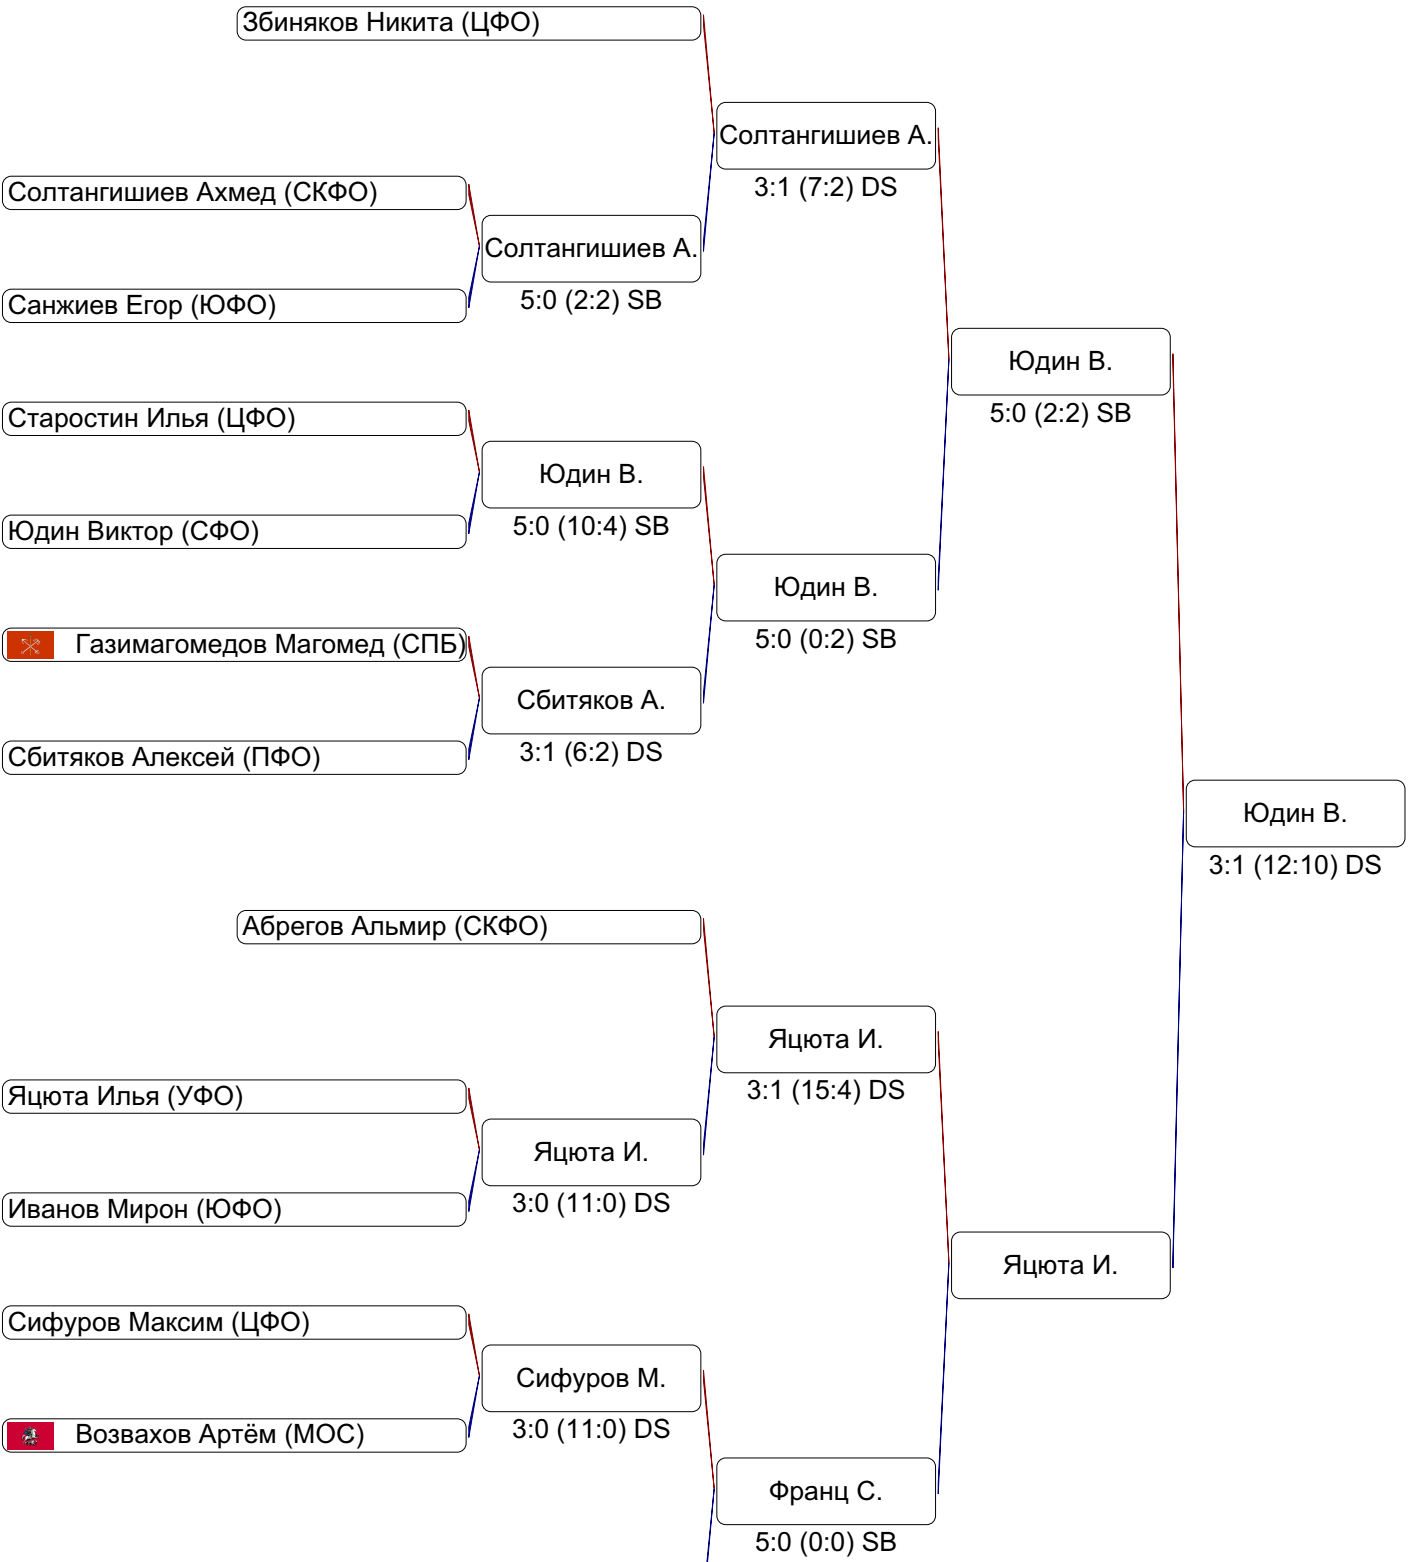 Збиняков Никита (ЦФО)
Солтангишиев А.
3:1 (7:2) DS
Солтангишиев Ахмед (СКФО)
Солтангишиев А.
5:0 (2:2) SB
Санжиев Егор (ЮФО)
Юдин В.
5:0 (2:2) SB
Старостин Илья (ЦФО)
Юдин В.
5:0 (10:4) SB
Юдин Виктор (СФО)
Юдин В.
5:0 (0:2) SB
Газимагомедов Магомед (СПБ)
Сбитяков А.
3:1 (6:2) DS
Сбитяков Алексей (ПФО)
Юдин В.
3:1 (12:10) DS
Абрегов Альмир (СКФО)
Яцюта И.
3:1 (15:4) DS
Яцюта Илья (УФО)
Яцюта И.
3:0 (11:0) DS
Иванов Мирон (ЮФО)
Яцюта И.
Сифуров Максим (ЦФО)
Сифуров М.
3:0 (11:0) DS
Возвахов Артём (МОС)
Франц С.
5:0 (0:0) SB